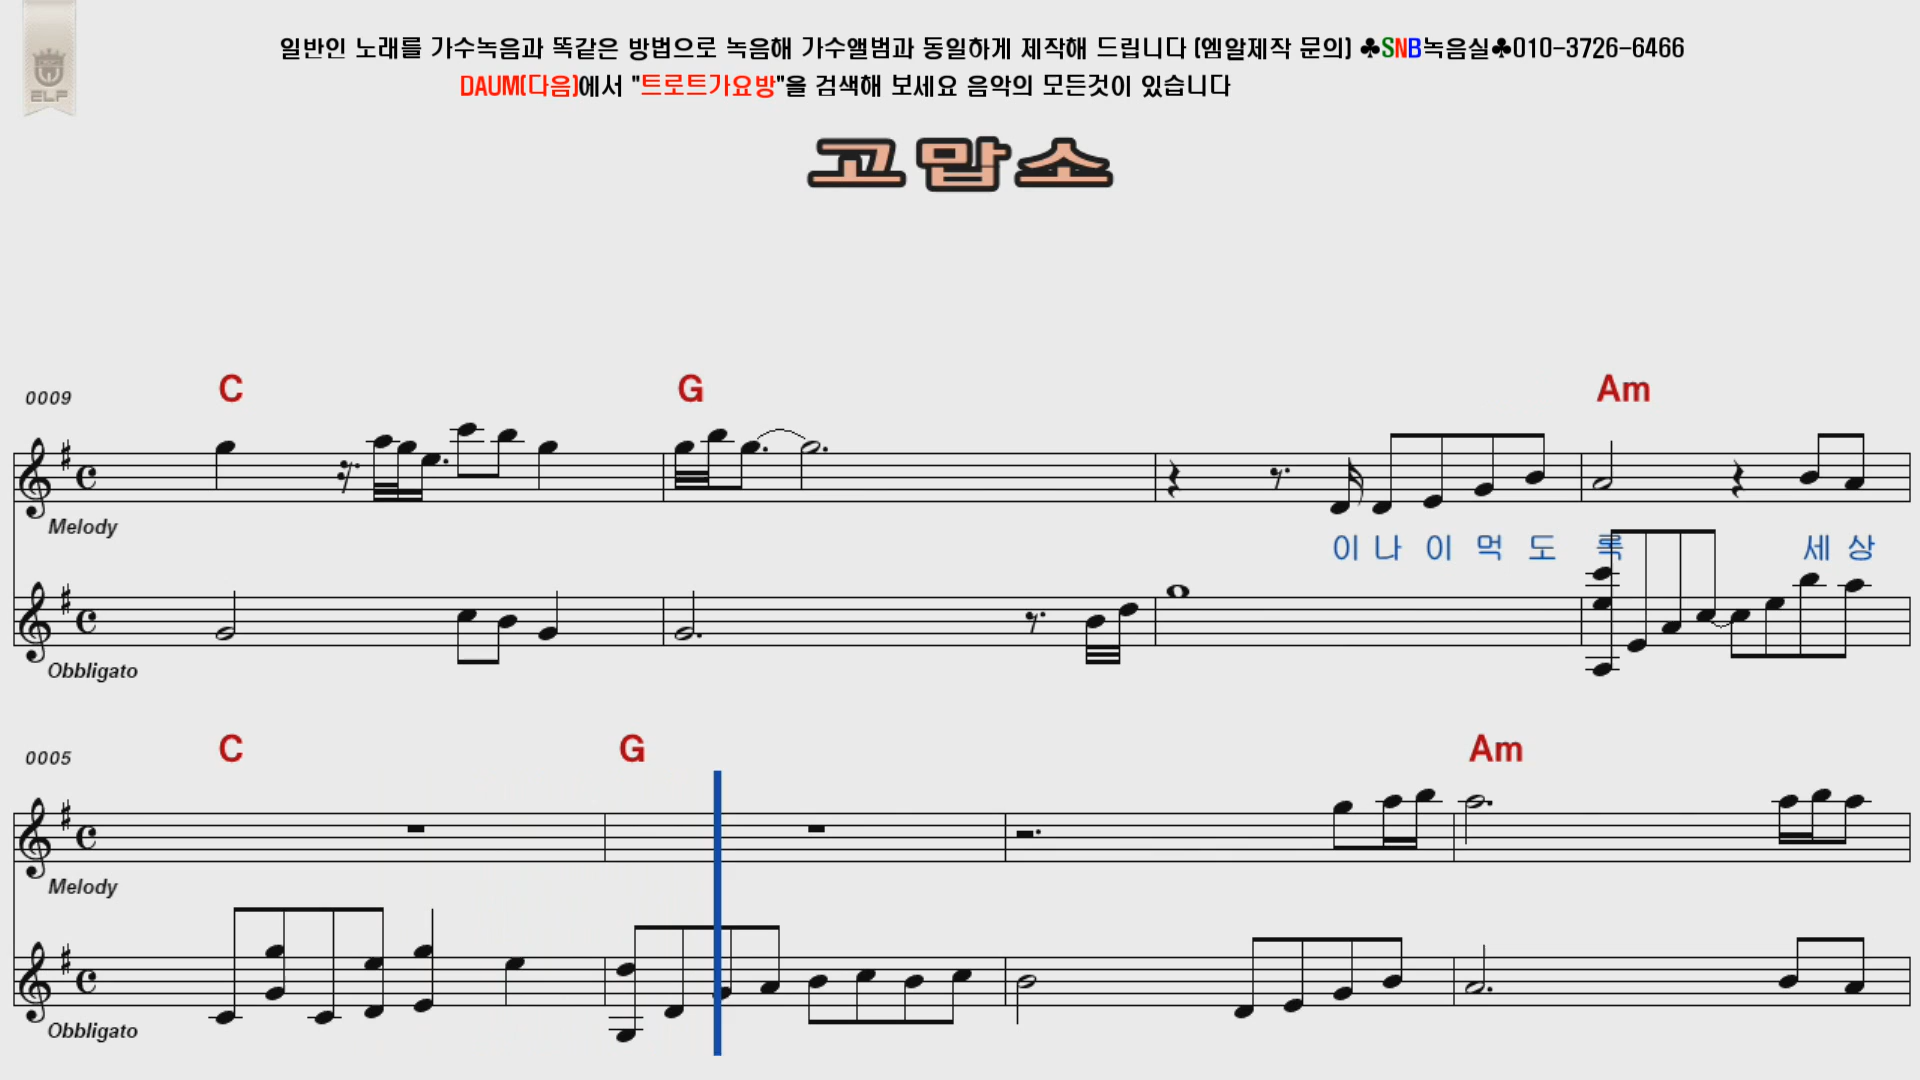 ELF
일반인 노래를 가수녹음과 똑같은 방법으로 녹음해 가수앨범과 동일하게 제작해 드립니다 (엠알제작 문의) ♣SNB녹음실♣010-3726-6466
DAUM(다음)에서 "트로트가요방"을 검색해 보세요 음악의 모든것이 있습니다
고맙소
0009 C G Am
Melody
이 나 이 먹 도 록 세 상
Obbligato
0005 C G Am
Melody
Obbligato